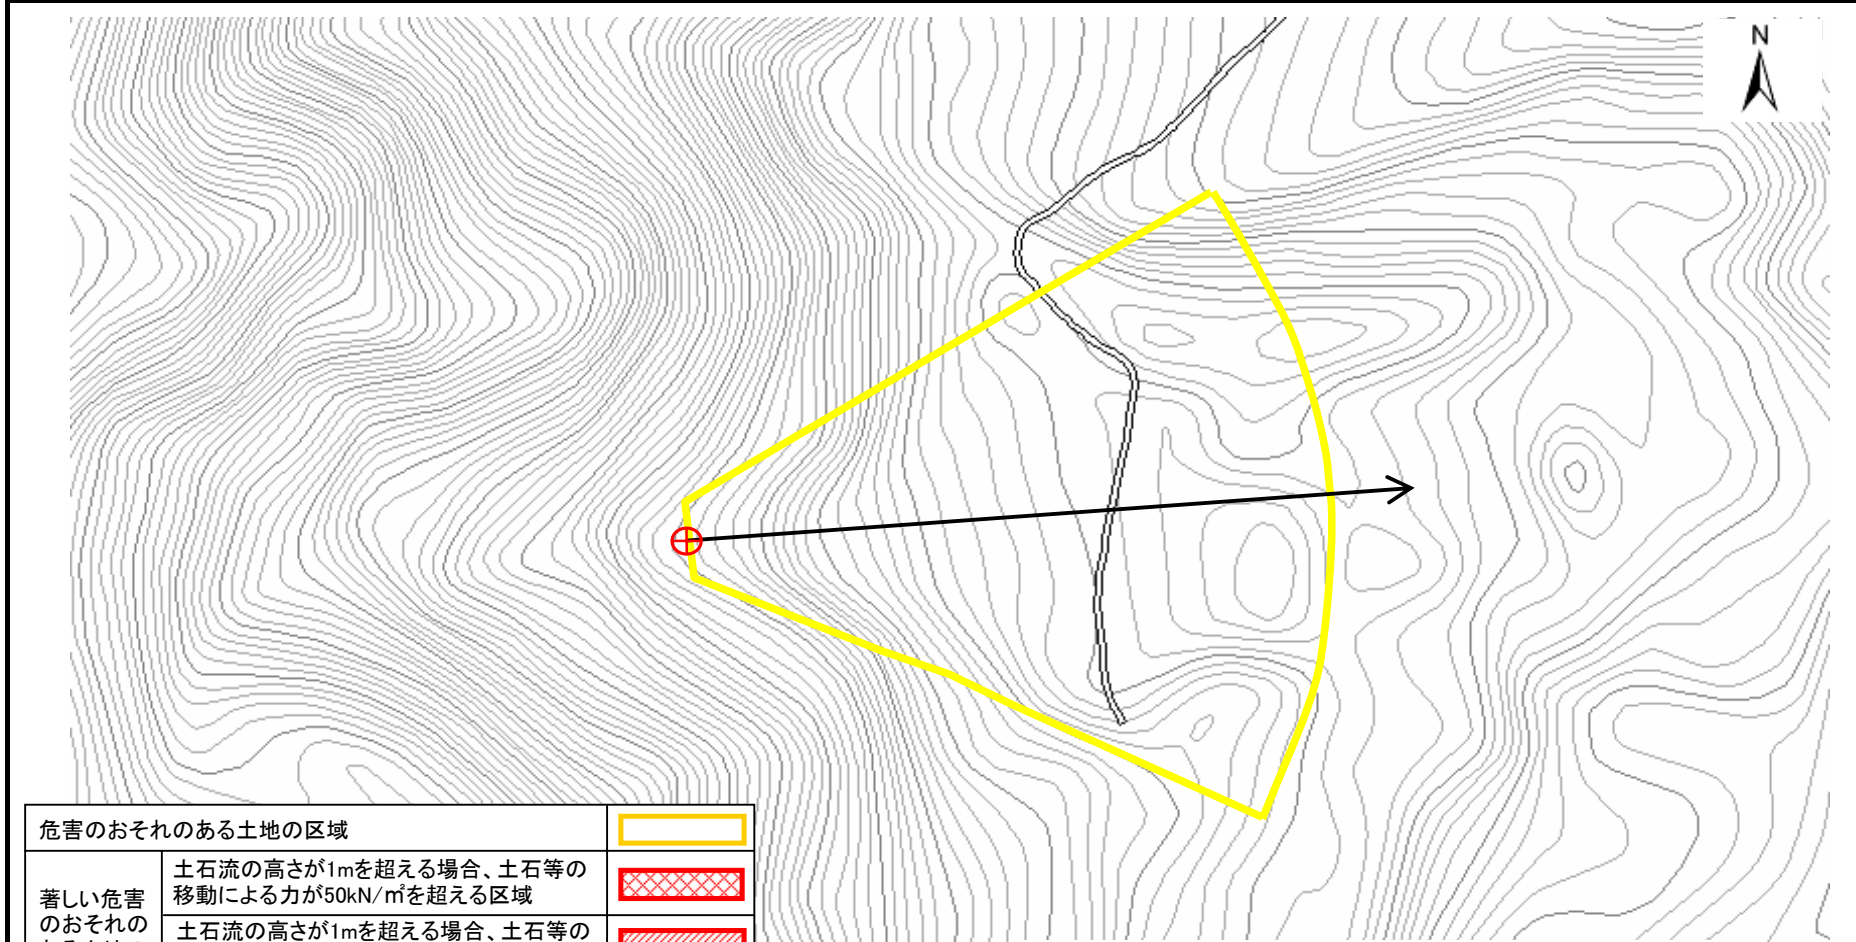 N
危害のおそれのある土地の区域
土石流の高さが1mを超える場合、土石等の
移動による力が50kN/㎡を超える区域
著しい危害
のおそれの
土石流の高さが1mを超える場合、土石等の